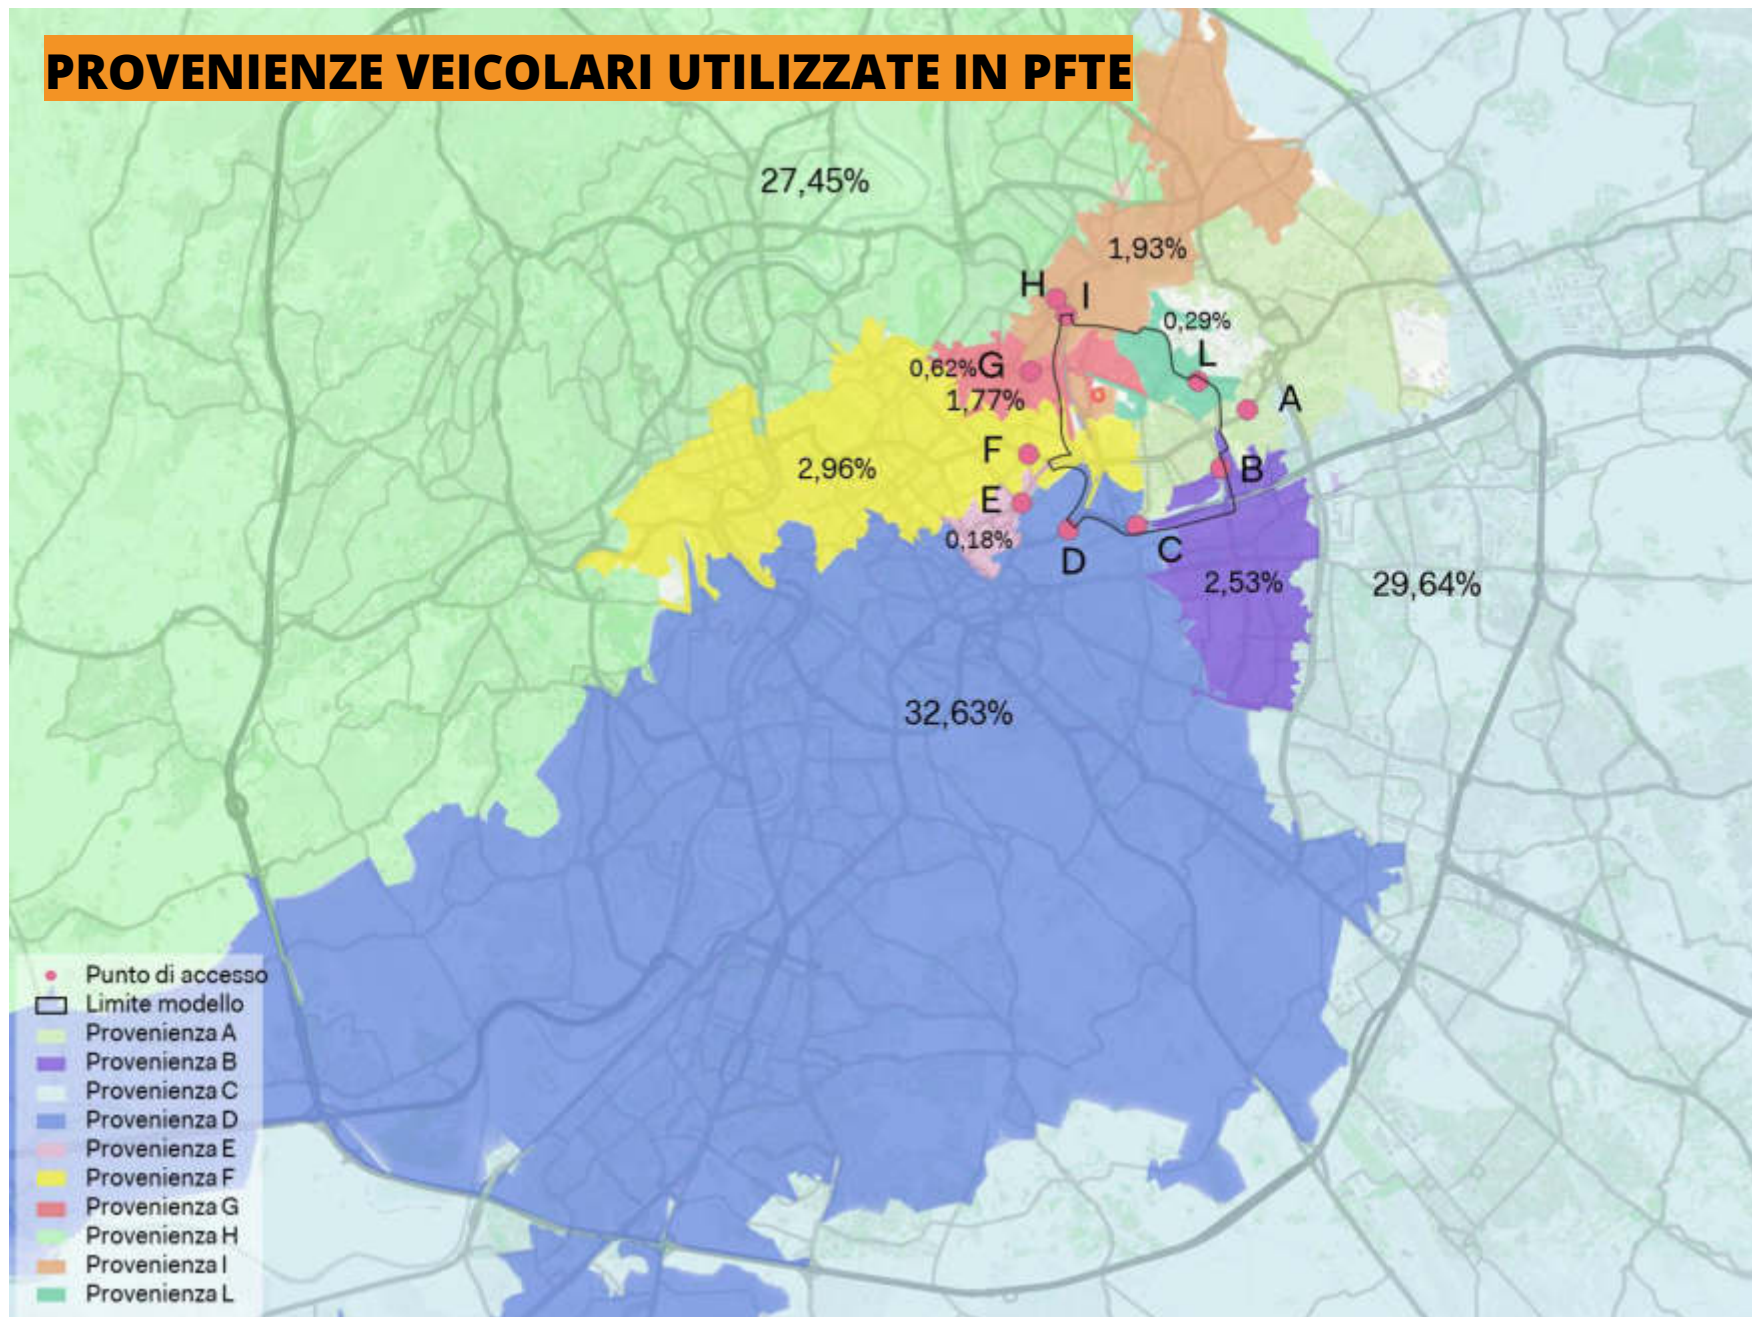 PROVENIENZE VEICOLARI UTILIZZATE IN PFTE
27,45%
1,93%
H
I
0,29%
L
0,62%
G
1,77%
A
F
2,96%
B
E
0,18%
D
C
2,53%
29,64%
32,63%
Punto di accesso
Limite modello
Provenienza A
Provenienza B
Provenienza C
Provenienza D
Provenienza E
Provenienza F
Provenienza G
Provenienza H
Provenienza I
Provenienza L